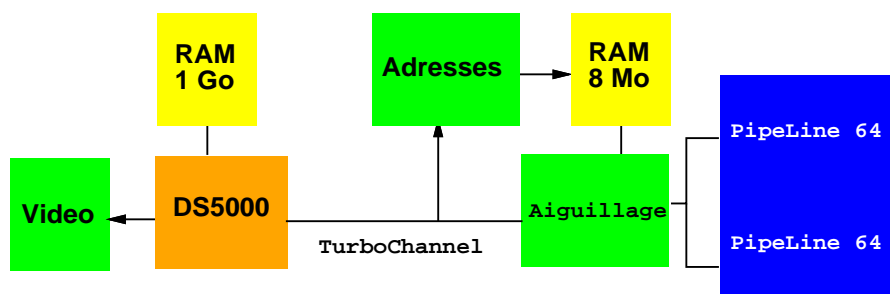 RAM
1 Go
Adresses
RAM
8 Mo
PipeLine 64
Video
DS5000
Aiguillage
TurboChannel
PipeLine 64